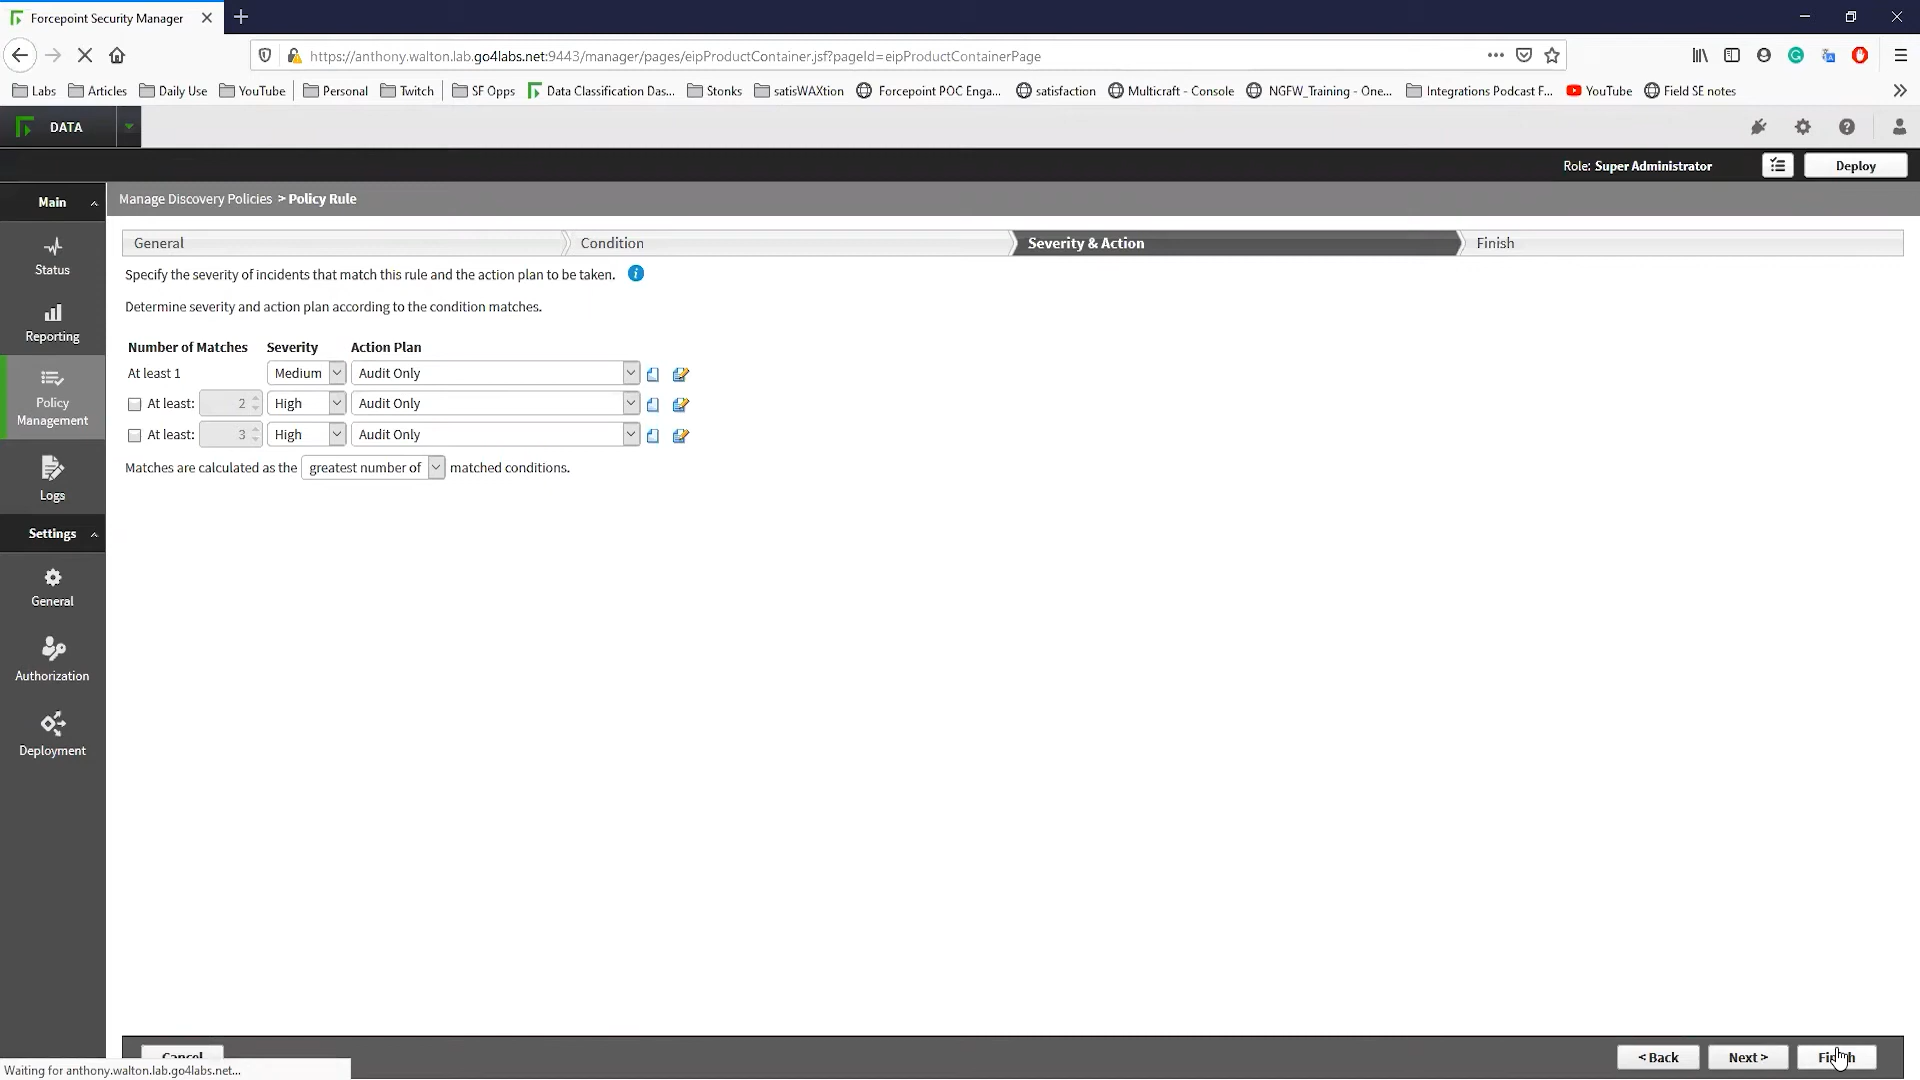 Forcepoint Security Manager
https://anthony.walton.lab.go4labs.net:9443/manager/pages/eipProductContainer.jsf?pageId=eipProductContainerPage
Labs Articles Daily Use YouTube Personal Twitch SF Opps Data Classification Das... Stonks satisWAXtion Forcepoint POC Enga... satisfaction Multicraft - Console NGFW_Training - One... Integrations Podcast F... YouTube Field SE notes
DATA
Role: Super Administrator Deploy
Main
Manage Discovery Policies > Policy Rule
General Condition Severity & Action Finish
Specify the severity of incidents that match this rule and the action plan to be taken.
Determine severity and action plan according to the condition matches.
Number of Matches Severity Action Plan
At least 1 Medium Audit Only
At least: 2 High Audit Only
At least: 3 High Audit Only
Matches are calculated as the greatest number of matched conditions.
Status
Reporting
Policy
Management
Logs
Settings
General
Authorization
Deployment
Cancel < Back Next > Finish
Waiting for anthony.walton.lab.go4labs.net...